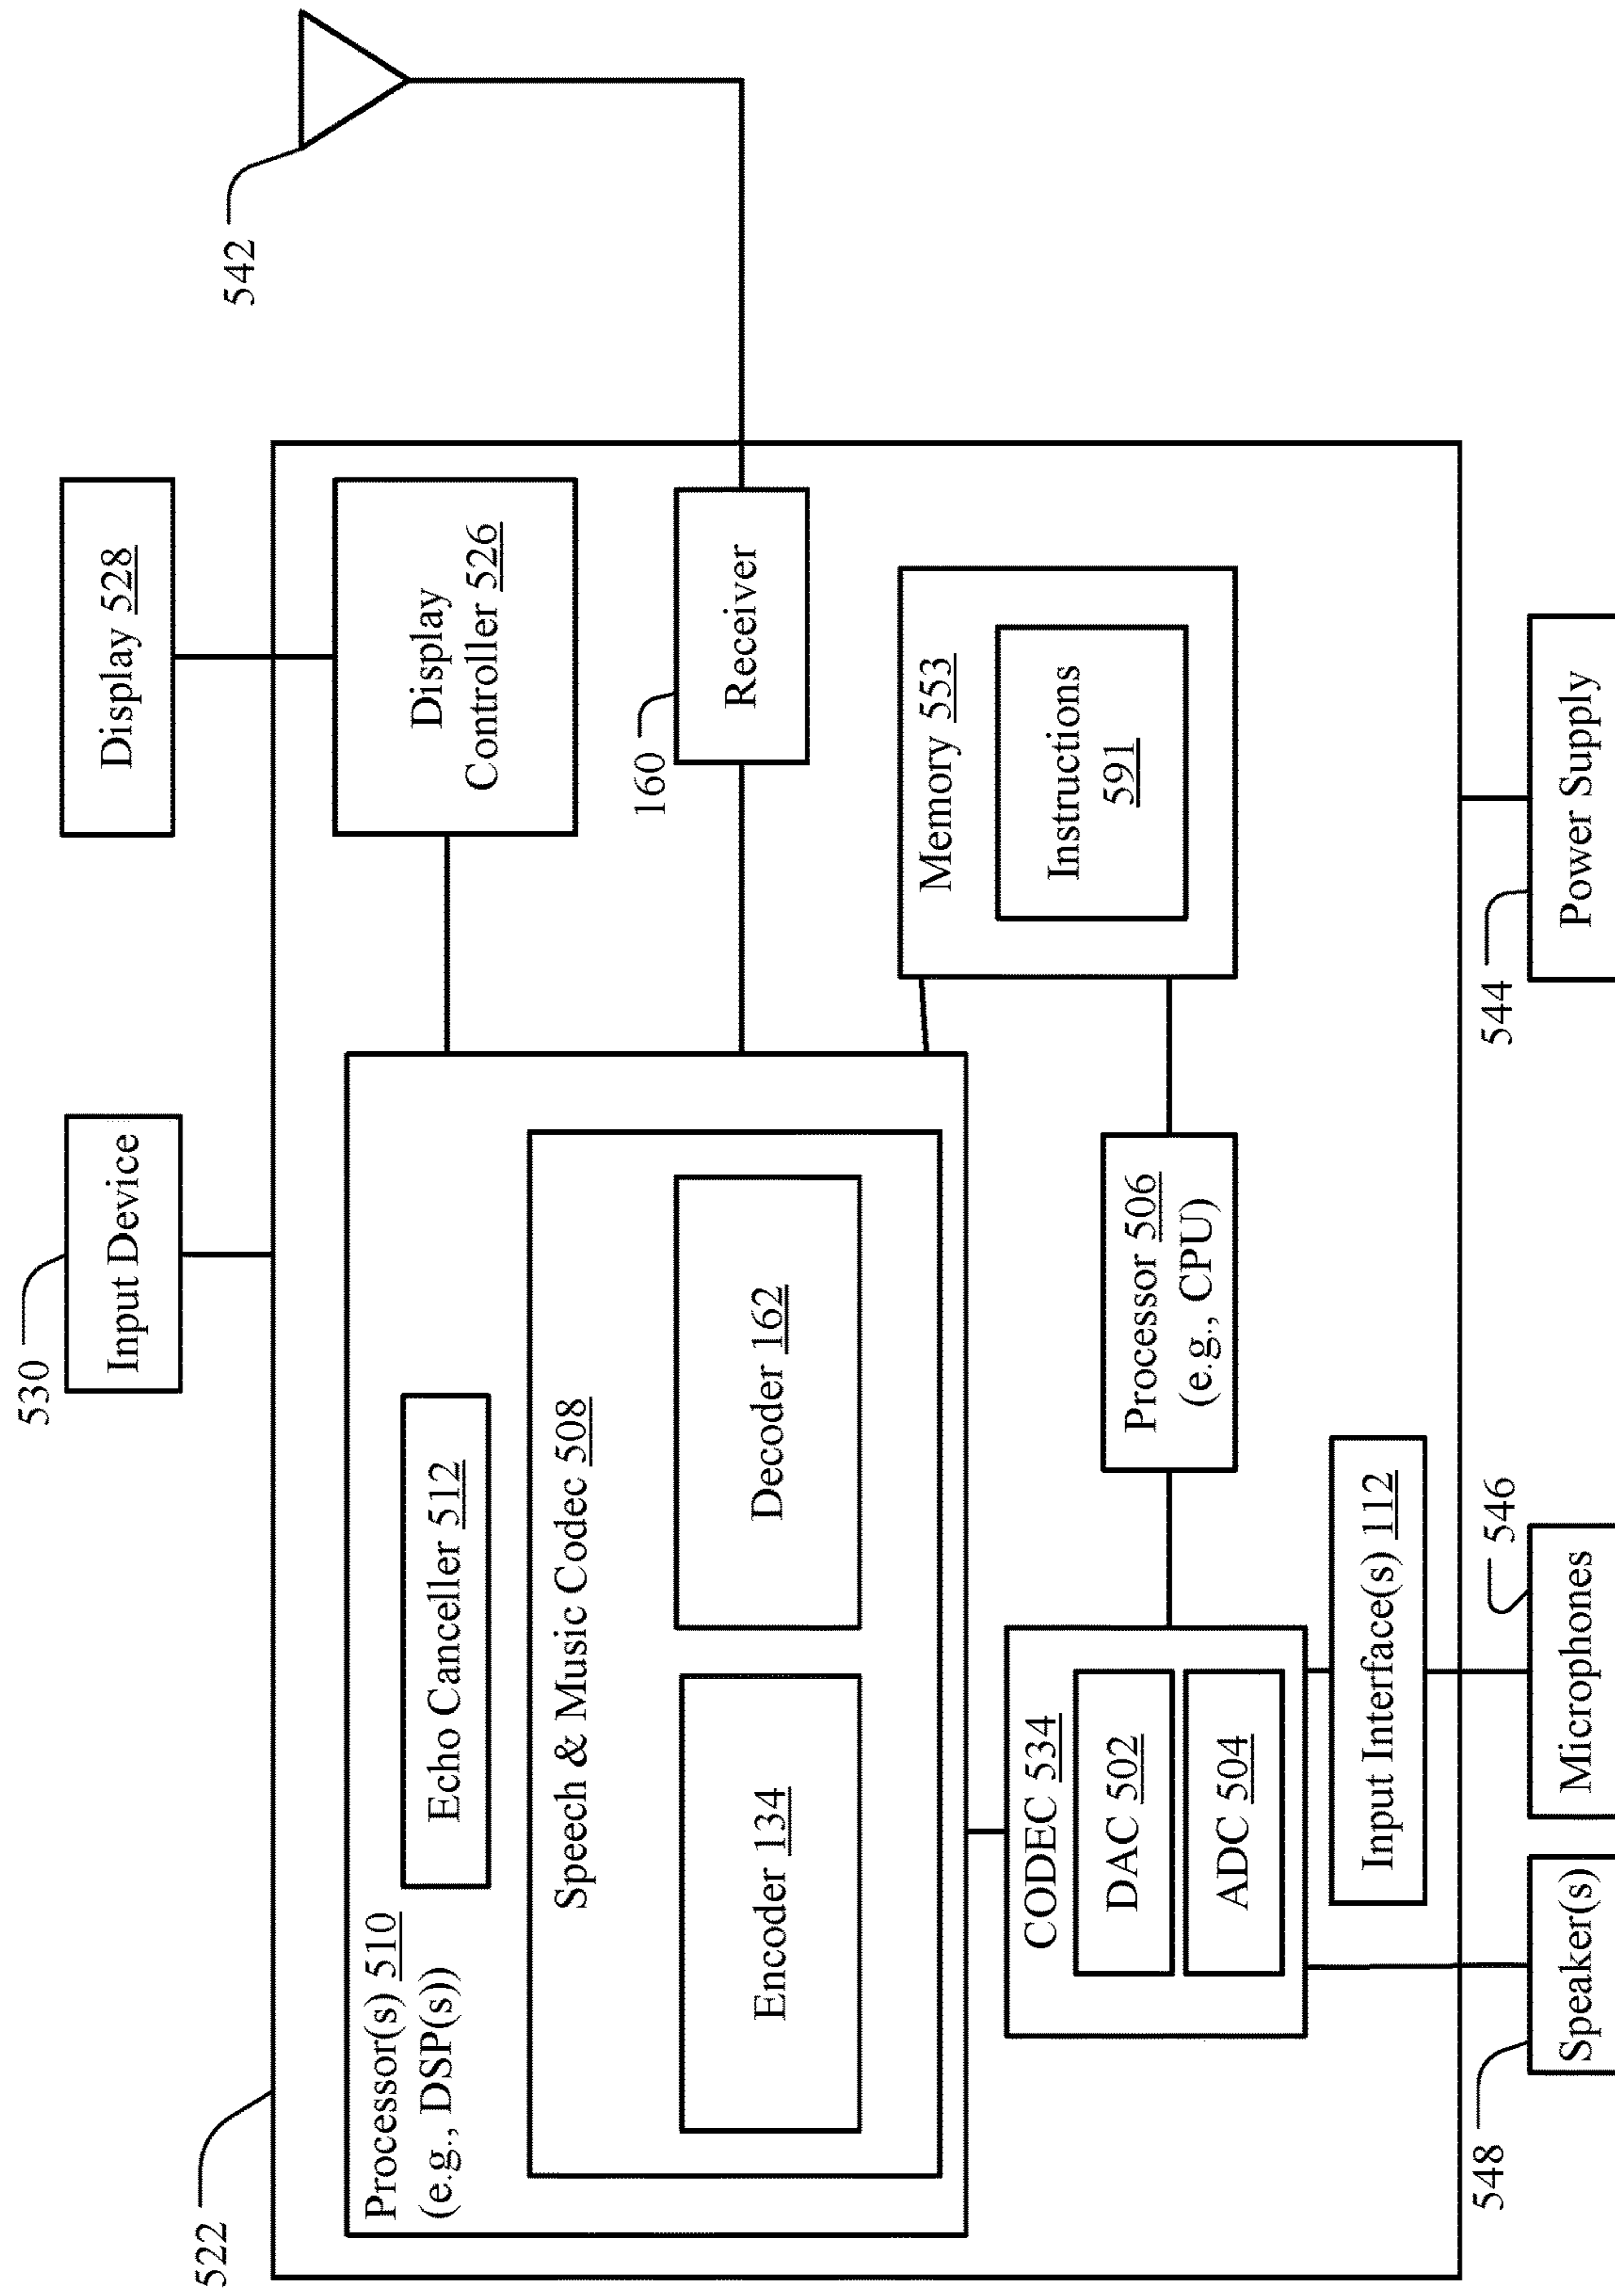 522
530
Input Device
Display 528
542
Processor(s) 510
(e.g., DSP(s))
Echo Canceller 512
Speech & Music Codec 508
Encoder 134
Decoder 162
Display
Controller 526
160
Receiver
Memory 553
Instructions
591
CODEC 534
DAC 502
ADC 504
Processor 506
(e.g., CPU)
Input Interface(s) 112
548
Speaker(s)
546
Microphones
544
Power Supply